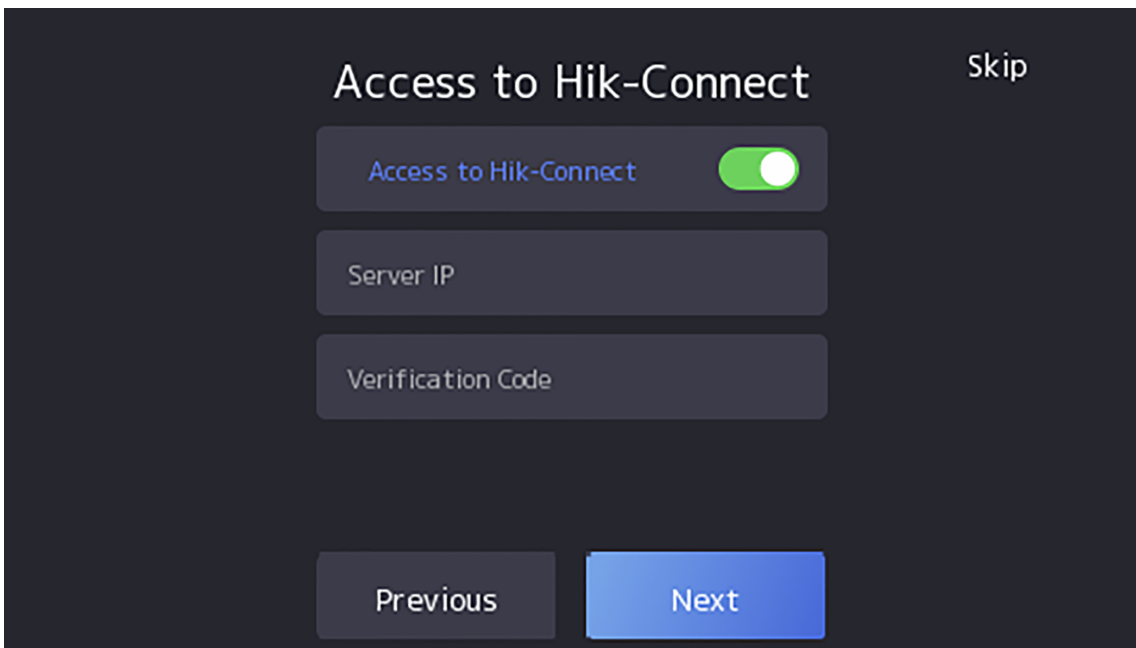 Skip
Access to Hik-Connect
Access to Hik-Connect
Server IP
Verification Code
Previous
Next